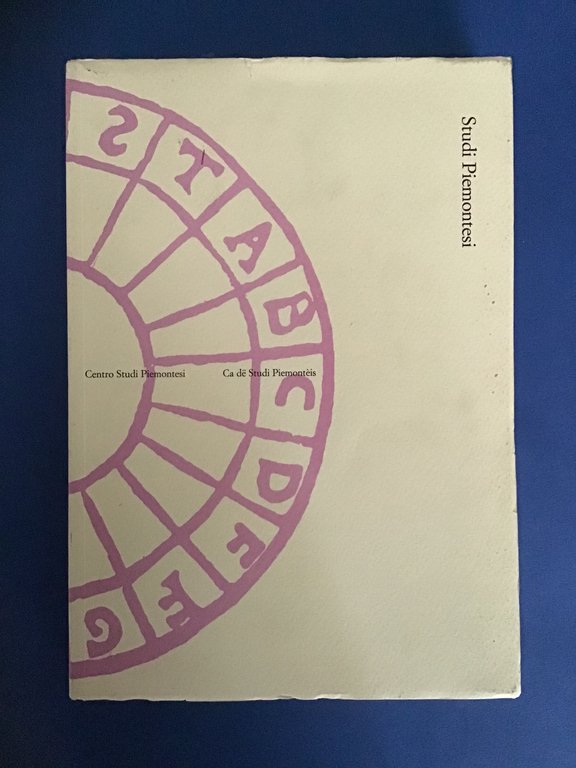 Studi Piemontesi
S
T
A
B
C
D
E
F
G
Centro Studi Piemontesi
Ca dë Studi Piemontèis